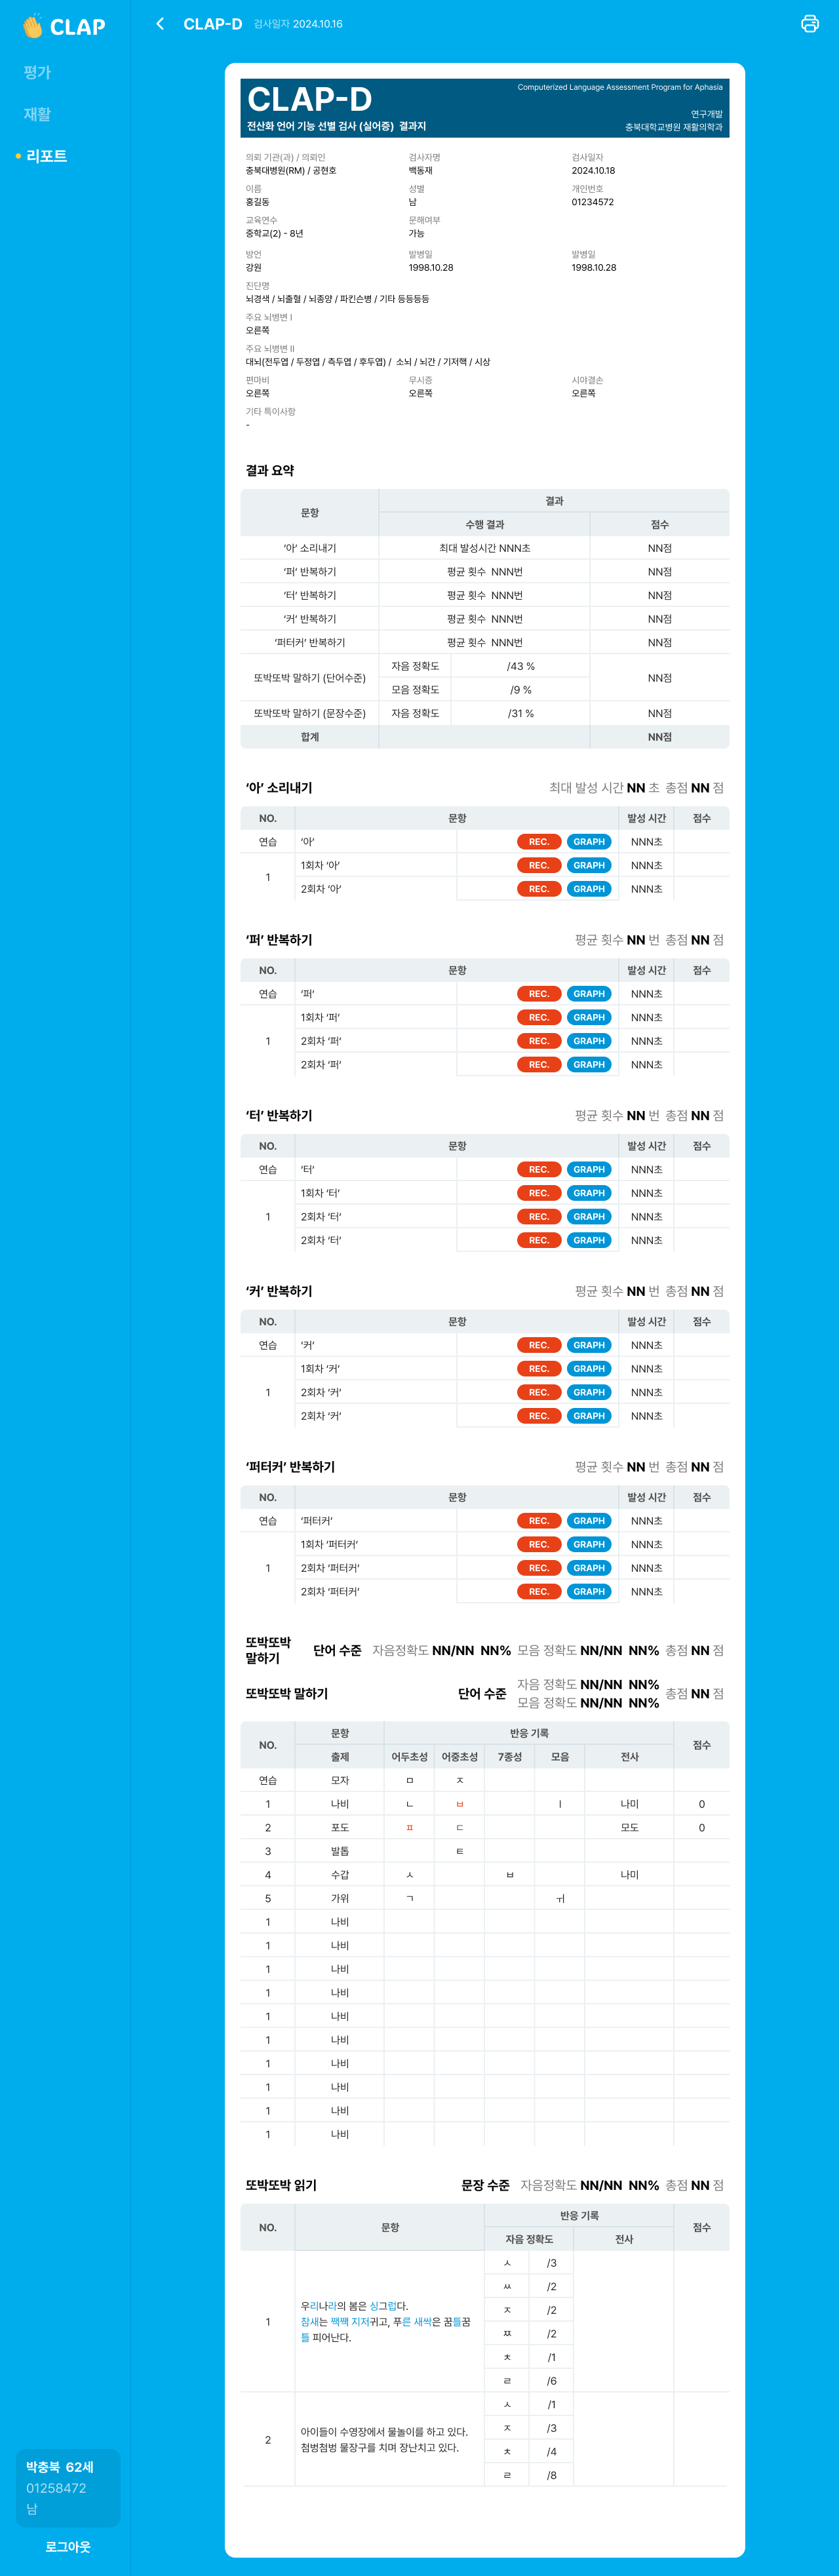 CLAP
평가
재활
리포트
CLAP-D 검사일자 2024.10.16
CLAP-D
Computerized Language Assessment Program for Aphasia
전산화 언어 기능 선별 검사 (실어증) 결과지
연구개발
충북대학교병원 재활의학과
의뢰 기관(과) / 의뢰인 검사자명 검사일자
충북대병원(RM) / 공현호 백동재 2024.10.18
이름 성별 개인번호
홍길동 남 01234572
교육연수 문해여부
중학교(2) - 8년 가능
방언 발병일 발병일
강원 1998.10.28 1998.10.28
진단명
뇌경색 / 뇌출혈 / 뇌종양 / 파킨슨병 / 기타 등등등등
주요 뇌병변 I
오른쪽
주요 뇌병변 II
대뇌(전두엽 / 두정엽 / 측두엽 / 후두엽) / 소뇌 / 뇌간 / 기저핵 / 시상
편마비 무시증 시야결손
오른쪽 오른쪽 오른쪽
기타 특이사항
-
결과 요약
문항 결과
수행 결과 점수
‘아’ 소리내기 최대 발성시간 NNN초 NN점
‘퍼’ 반복하기 평균 횟수 NNN번 NN점
‘터’ 반복하기 평균 횟수 NNN번 NN점
‘커’ 반복하기 평균 횟수 NNN번 NN점
‘퍼터커’ 반복하기 평균 횟수 NNN번 NN점
또박또박 말하기 (단어수준) 자음 정확도 /43 % NN점
모음 정확도 /9 %
또박또박 말하기 (문장수준) 자음 정확도 /31 % NN점
합계 NN점
‘아’ 소리내기 최대 발성 시간 NN 초 총점 NN 점
NO. 문항 발성 시간 점수
연습 ‘아’ REC. GRAPH NNN초
1 1회차 ‘아’ REC. GRAPH NNN초
2회차 ‘아’ REC. GRAPH NNN초
‘퍼’ 반복하기 평균 횟수 NN 번 총점 NN 점
NO. 문항 발성 시간 점수
연습 ‘퍼’ REC. GRAPH NNN초
1회차 ‘퍼’ REC. GRAPH NNN초
1 2회차 ‘퍼’ REC. GRAPH NNN초
2회차 ‘퍼’ REC. GRAPH NNN초
‘터’ 반복하기 평균 횟수 NN 번 총점 NN 점
NO. 문항 발성 시간 점수
연습 ‘터’ REC. GRAPH NNN초
1회차 ‘터’ REC. GRAPH NNN초
1 2회차 ‘터’ REC. GRAPH NNN초
2회차 ‘터’ REC. GRAPH NNN초
‘커’ 반복하기 평균 횟수 NN 번 총점 NN 점
NO. 문항 발성 시간 점수
연습 ‘커’ REC. GRAPH NNN초
1회차 ‘커’ REC. GRAPH NNN초
1 2회차 ‘커’ REC. GRAPH NNN초
2회차 ‘커’ REC. GRAPH NNN초
‘퍼터커’ 반복하기 평균 횟수 NN 번 총점 NN 점
NO. 문항 발성 시간 점수
연습 ‘퍼터커’ REC. GRAPH NNN초
1회차 ‘퍼터커’ REC. GRAPH NNN초
1 2회차 ‘퍼터커’ REC. GRAPH NNN초
2회차 ‘퍼터커’ REC. GRAPH NNN초
또박또박
말하기 단어 수준 자음정확도 NN/NN NN% 모음 정확도 NN/NN NN% 총점 NN 점
또박또박 말하기 단어 수준 자음 정확도 NN/NN NN% 총점 NN 점
모음 정확도 NN/NN NN%
NO. 문항 반응 기록 점수
출제 어두초성 어중초성 7종성 모음 전사
연습 모자 ㅁ ㅈ
1 나비 ㄴ ㅂ ㅣ 나미 0
2 포도 ㅍ ㄷ 모도 0
3 발톱 ㅌ
4 수갑 ㅅ ㅂ 나미
5 가위 ㄱ ㅟ
1 나비
1 나비
1 나비
1 나비
1 나비
1 나비
1 나비
1 나비
1 나비
1 나비
또박또박 읽기 문장 수준 자음정확도 NN/NN NN% 총점 NN 점
NO. 문항 반응 기록 점수
자음 정확도 전사
1
우리나라의 봄은 싱그럽다.
참새는 짹짹 지저귀고, 푸른 새싹은 꿈틀꿈
틀 피어난다.
ㅅ /3
ㅆ /2
ㅈ /2
ㅉ /2
ㅊ /1
ㄹ /6
2
아이들이 수영장에서 물놀이를 하고 있다.
첨벙첨벙 물장구를 치며 장난치고 있다.
ㅅ /1
ㅈ /3
ㅊ /4
ㄹ /8
박충북 62세
01258472
남
로그아웃